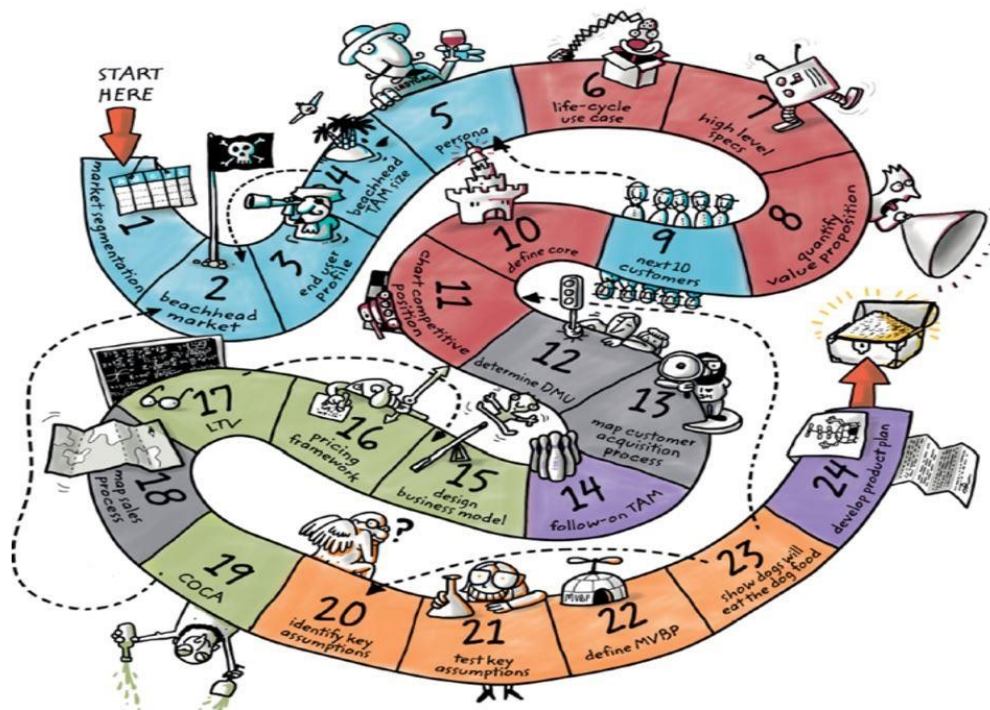 START
HERE
1
market segmentation
2
beachhead
market
3
end user
profile
4
beachhead
TAM size
5
persona
6
life-cycle
use case
7
high level
specs
8
quantify
value proposition
9
next 10
customers
10
define core
11
chart competitive
position
12
determine DMU
13
map customer
acquisition
process
14
follow-on TAM
15
design
business model
16
pricing
framework
17
LTV
18
map sales
process
19
COCA
20
identify key
assumptions
?
21
test key
assumptions
MVBP
22
define MVBP
23
show dogs will
eat the dog food
24
develop product plan